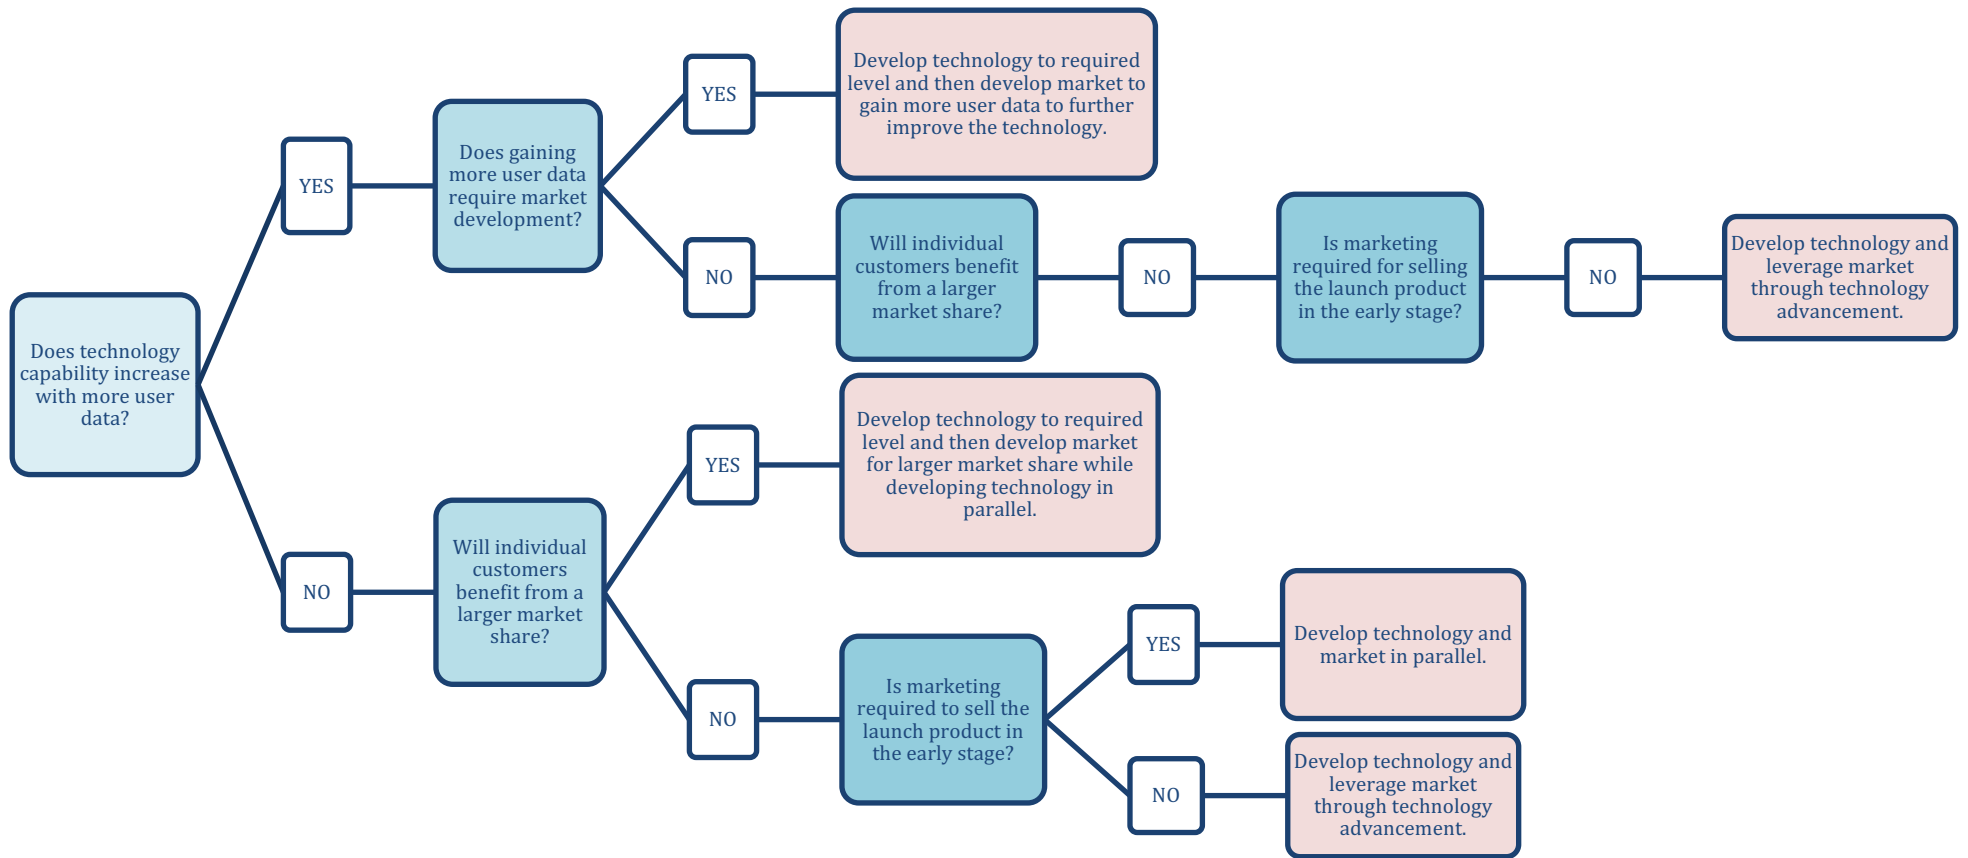 Does technology
capability increase
with more user
data?
YES
Does gaining
more user data
require market
development?
YES
Develop technology to required
level and then develop market to
gain more user data to further
improve the technology.
NO
Will individual
customers benefit
from a larger
market share?
NO
Is marketing
required for selling
the launch product
in the early stage?
NO
Develop technology and
leverage market
through technology
advancement.
NO
Will individual
customers
benefit from a
larger market
share?
YES
Develop technology to required
level and then develop market
for larger market share while
developing technology in
parallel.
NO
Is marketing
required to sell the
launch product in
the early stage?
YES
Develop technology and
market in parallel.
NO
Develop technology and
leverage market
through technology
advancement.